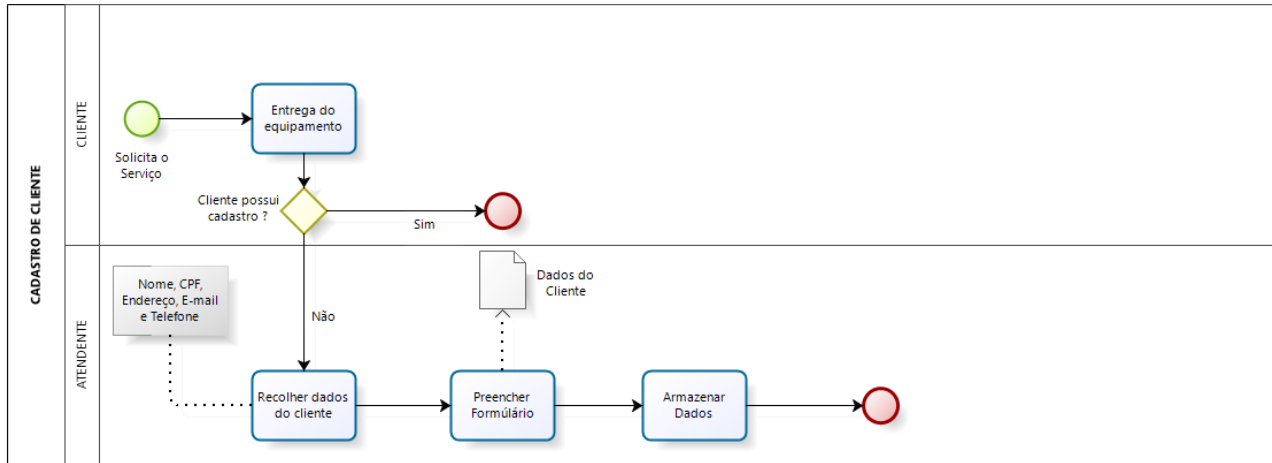 CADASTRO DE CLIENTE
CLIENTE
Solicita o
Serviço
Entrega do
equipamento
Cliente possui
cadastro ?
Sim
Não
ATENDENTE
Nome, CPF,
Endereço, E-mail
e Telefone
Recolher dados
do cliente
Dados do
Cliente
Preencher
Formúlário
Armazenar
Dados